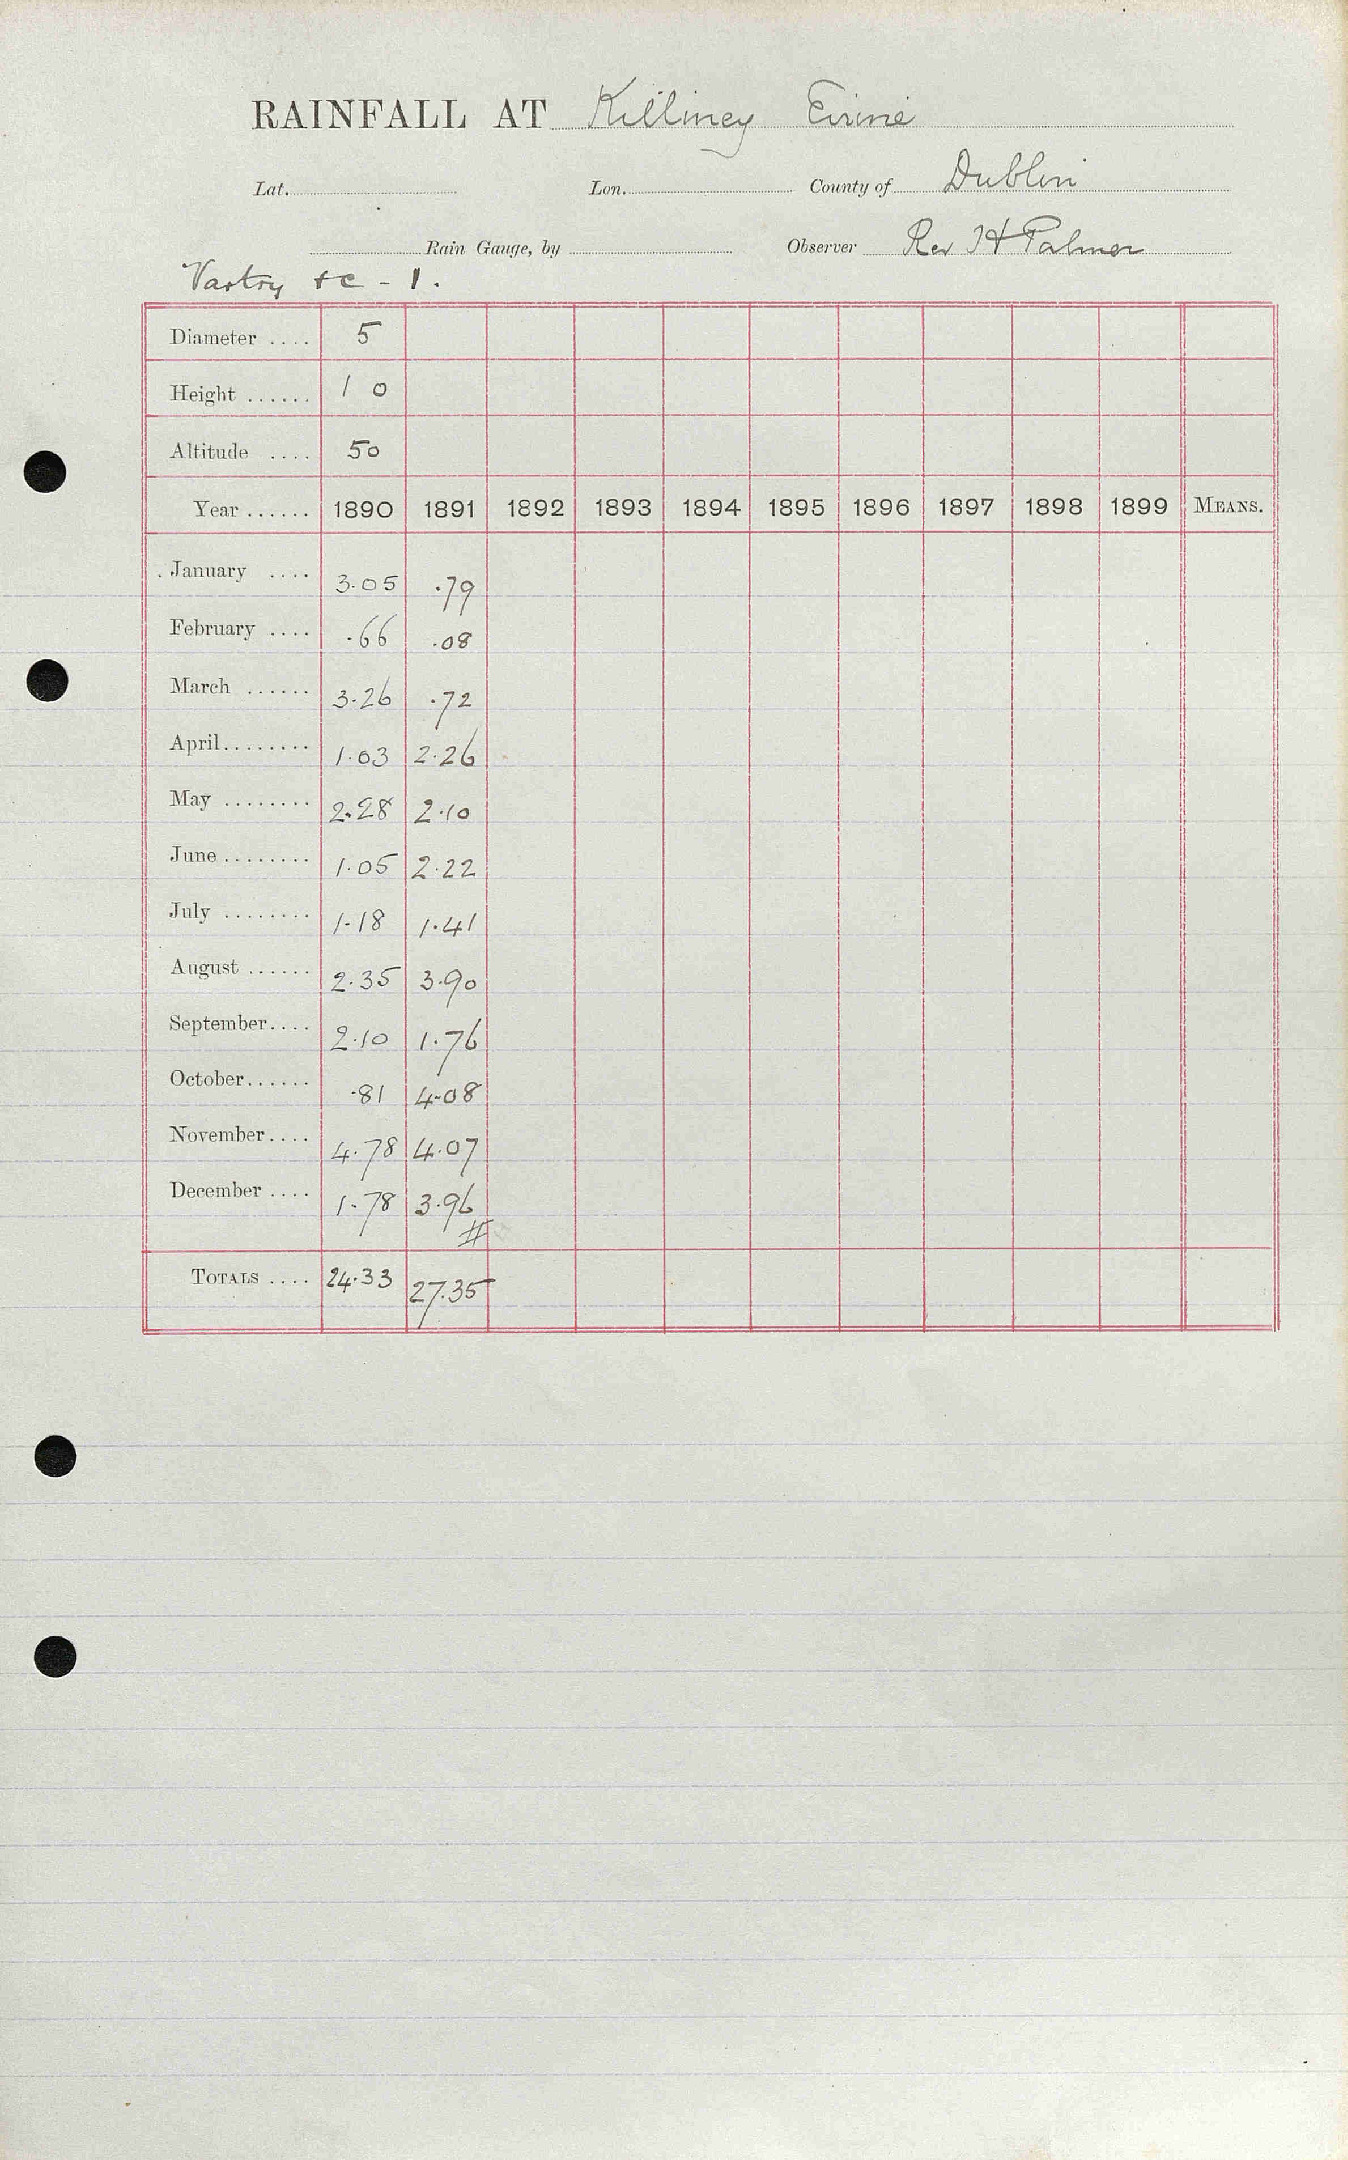 RAINFALL AT Killiney Eirene
Lat. Lon. County of Dublin
Rain Gauge, by Observer Rev H Palmer
Vartry &c - 1.
Diameter .... 5
Height ...... 1 0
Altitude .... 50
Year ...... 1890 1891 1892 1893 1894 1895 1896 1897 1898 1899 MEANS.
January .... 3.05 .79
February .... .66 .08
March ...... 3.26 .72
April........ 1.03 2.26
May ........ 2.28 2.10
June ........ 1.05 2.22
July ........ 1.18 1.41
August ...... 2.35 3.90
September.... 2.10 1.76
October...... .81 4.08
November.... 4.78 4.07
December .... 1.78 3.96
#
TOTALS .... 24.33 27.35